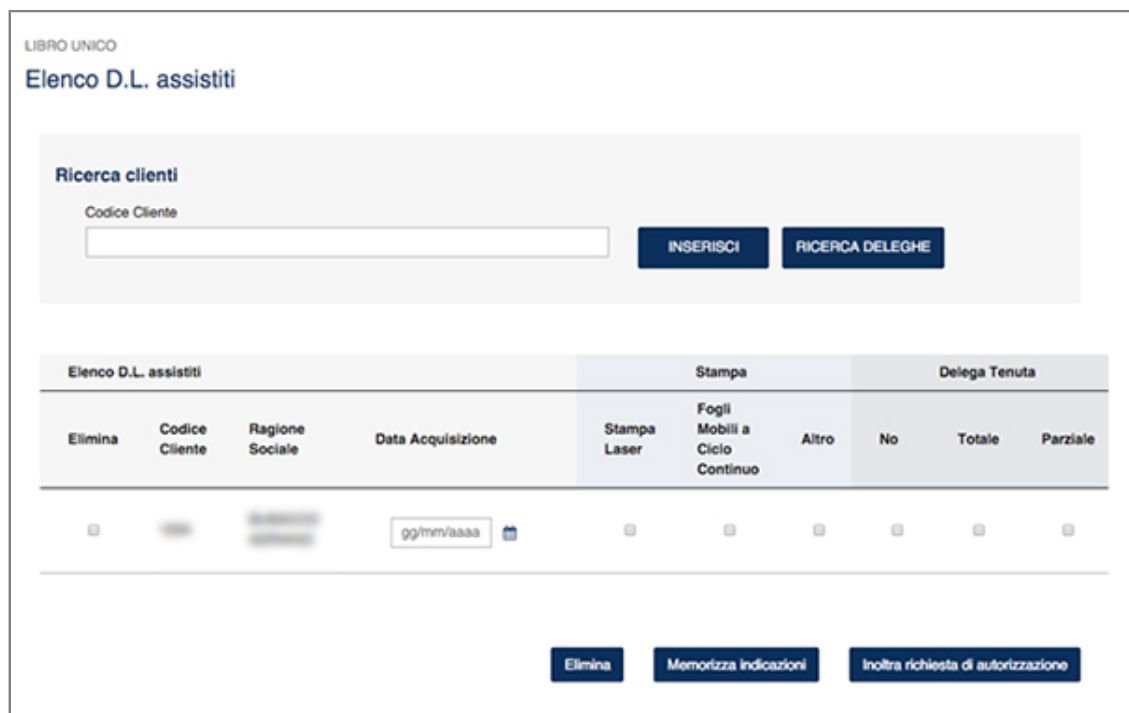 LIBRO UNICO
Elenco D.L. assistiti
Ricerca clienti
Codice Cliente
INSERISCI
RICERCA DELEGHE
Elenco D.L. assistiti
Stampa
Delega Tenuta
Elimina
Codice
Cliente
Ragione
Sociale
Data Acquisizione
Stampa
Laser
Fogli
Mobili a
Ciclo
Continuo
Altro
No
Totale
Parziale
gg/mm/aaaa
Elimina
Memorizza indicazioni
Inoltra richiesta di autorizzazione